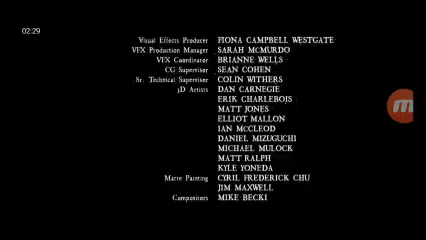 02:29
Visual Effects Producer FIONA CAMPBELL WESTGATE
VFX Production Manager SARAH MCMURDO
VFX Coordinator BRIANNE WELLS
CG Supervisor SEAN COHEN
Sr. Technical Supervisor COLIN WITHERS
3D Artists DAN CARNEGIE
ERIK CHARLEBOIS
MATT JONES
ELLIOT MALLON
IAN McCLEOD
DANIEL MIZUGUCHI
MICHAEL MULOCK
MATT RALPH
KYLE YONEDA
Matte Painting CYRIL FREDERICK CHU
JIM MAXWELL
Compositors MIKE BECKI